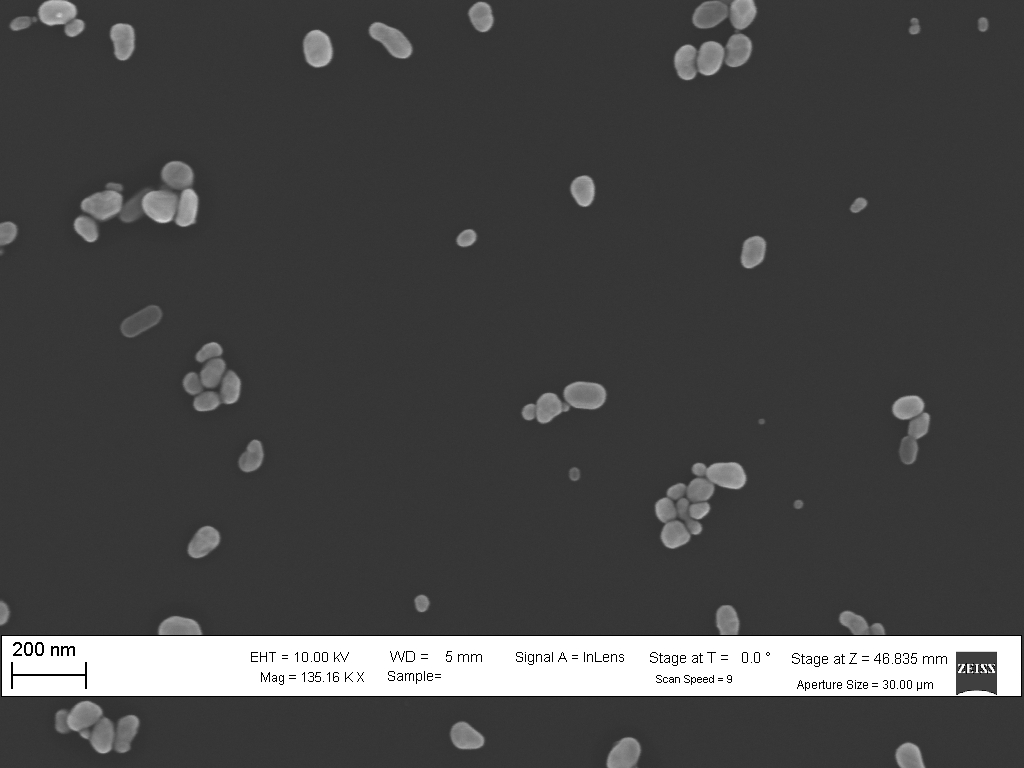 200 nm
EHT = 10.00 KV WD = 5 mm Signal A = InLens Stage at T = 0.0 ° Stage at Z = 46.835 mm
Mag = 135.16 K X Sample= Scan Speed = 9 Aperture Size = 30.00 µm
ZEISS